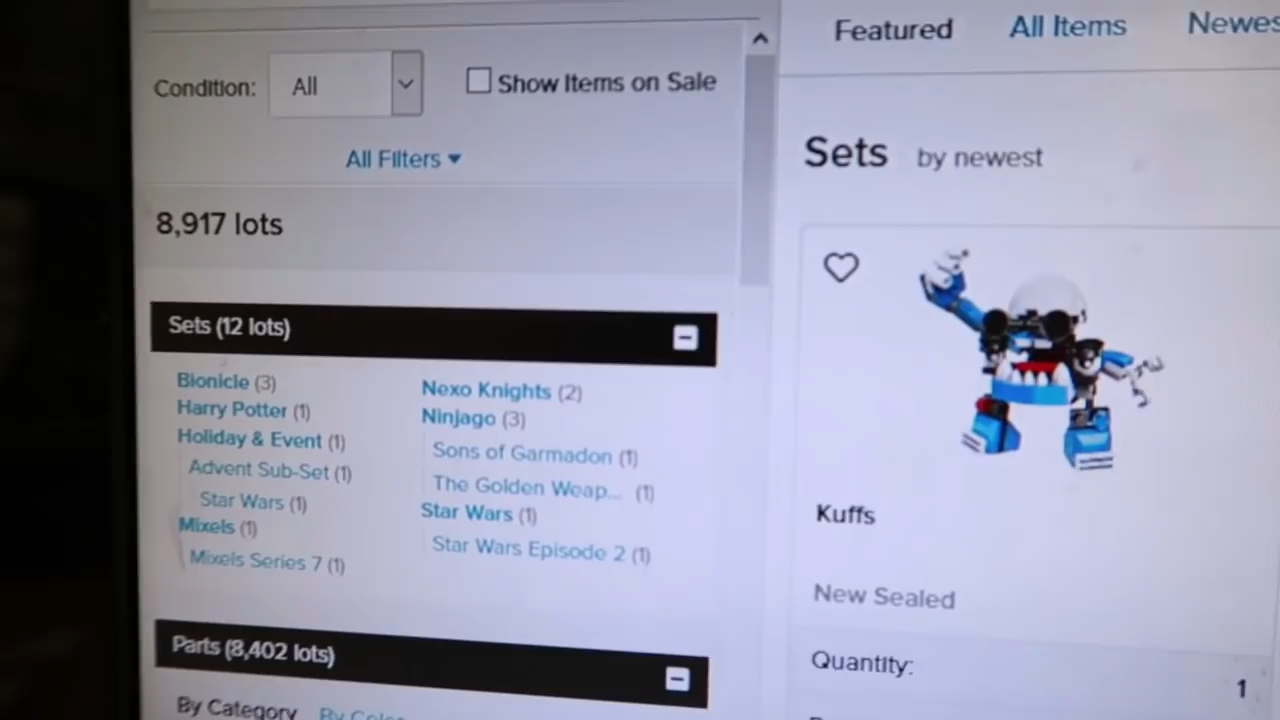 Featured All Items
Condition: All Show Items on Sale
All Filters
8,917 lots
Sets (12 lots)
Bionicle (3)
Harry Potter (1)
Holiday & Event (1)
Advent Sub-Set (1)
Star Wars (1)
Mixels (1)
Mixels Series 7 (1)
Nexo Knights (2)
Ninjago (3)
Sons of Garmadon (1)
The Golden Weap... (1)
Star Wars (1)
Star Wars Episode 2 (1)
Parts (8,402 lots)
By Category
Sets by newest
Kuffs
New Sealed
Quantity:
1